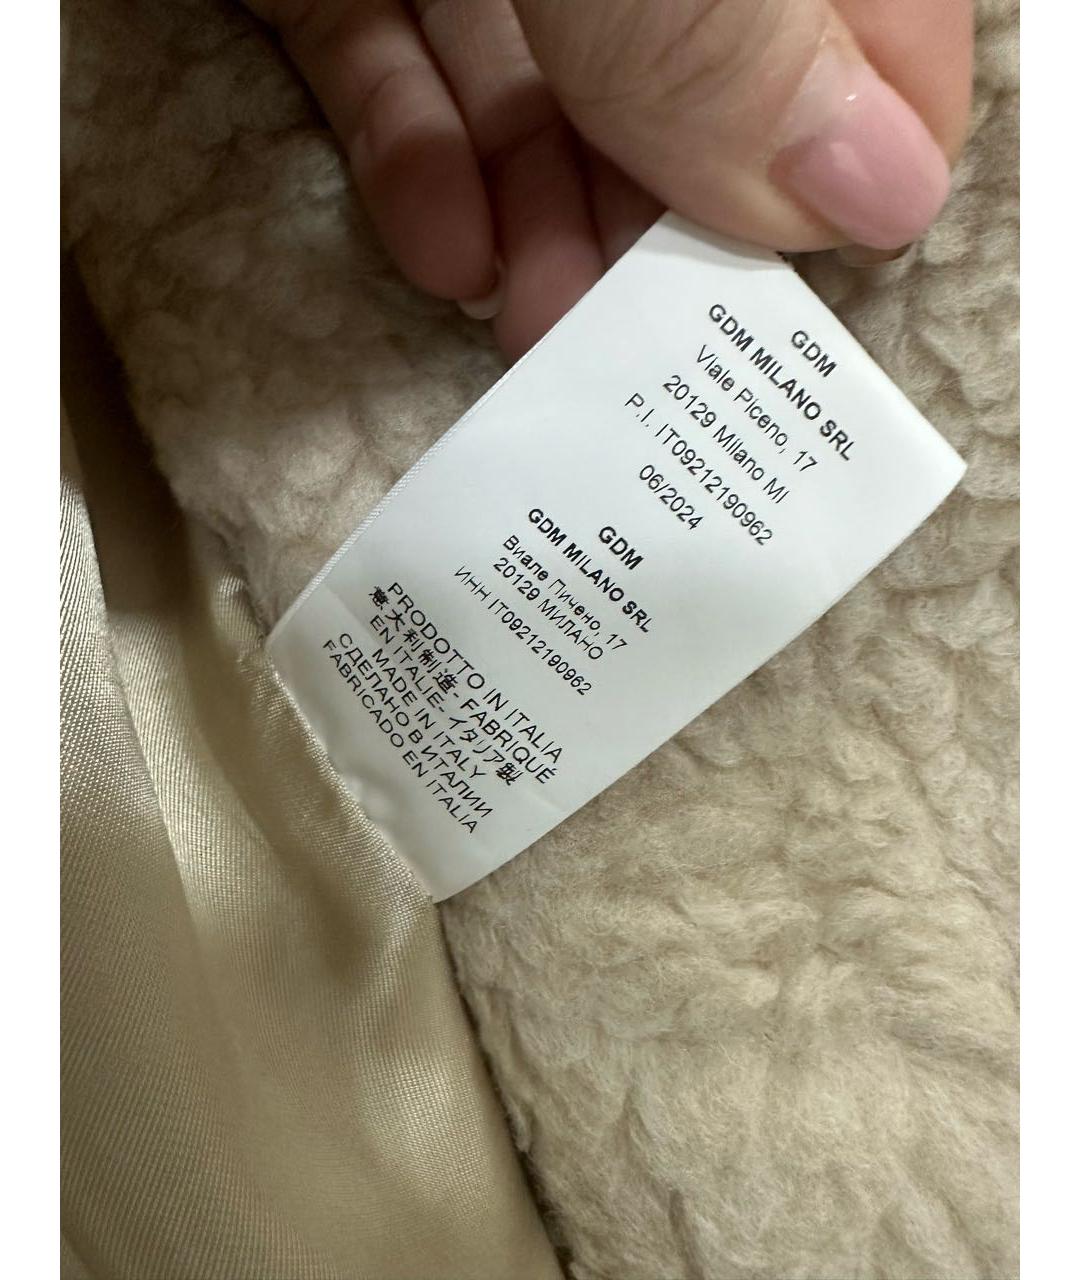 GDM
GDM MILANO SRL
Viale Piceno, 17
20129 Milano MI
P.I. IT09212190962
06/2024
GDM
GDM MILANO SRL
Виале Пичено, 17
20129 МИЛАНО
ИНН IT09212190962
PRODOTTO IN ITALIA
意大利制造- FABRIQUÉ
EN ITALIE-イタリア製
MADE IN ITALY
СДЕЛАНО В ИТАЛИИ
FABRICADO EN ITALIA